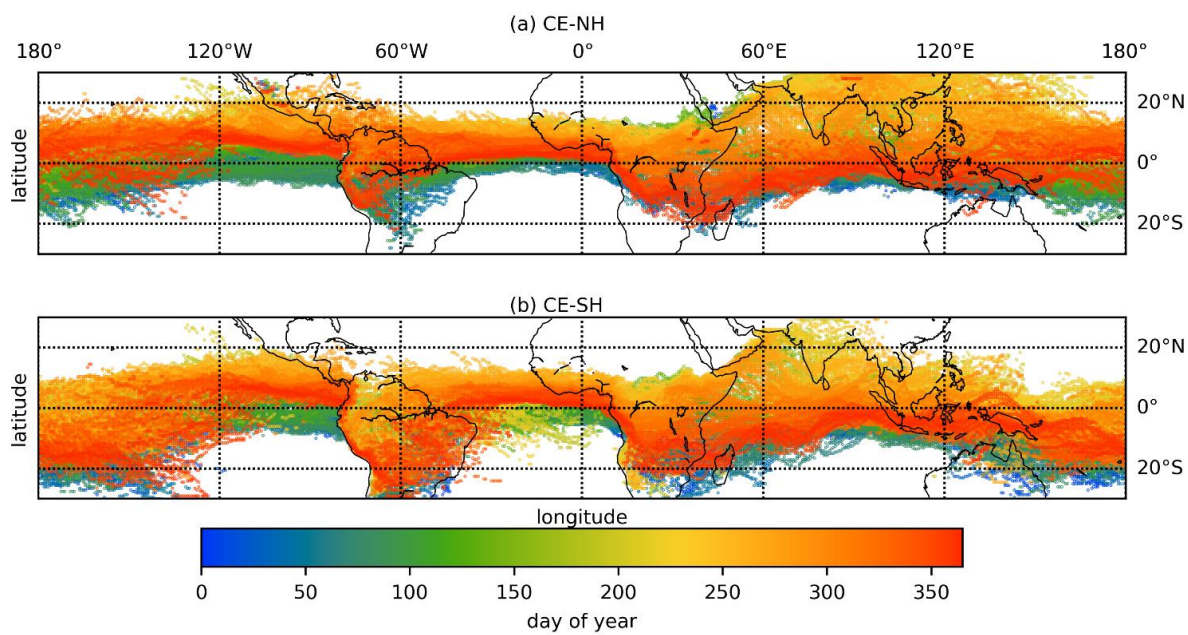 (a) CE-NH
180° 120°W 60°W 0° 60°E 120°E 180°
20°N
0°
20°S
latitude
(b) CE-SH
20°N
0°
20°S
latitude
longitude
0 50 100 150 200 250 300 350
day of year